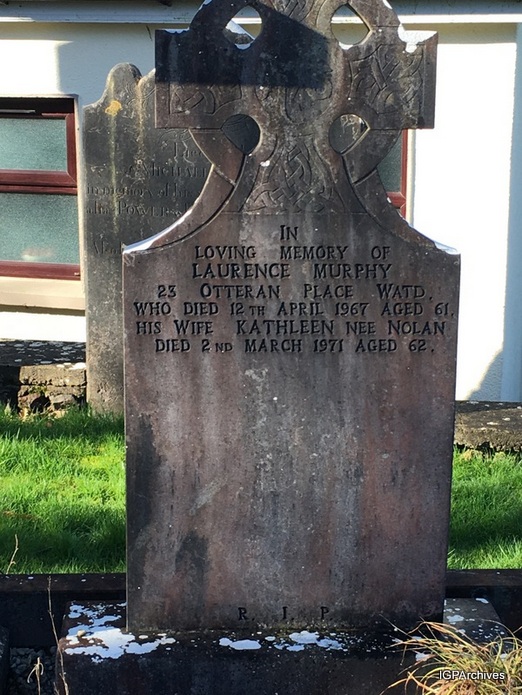 IN
LOVING MEMORY OF
LAURENCE MURPHY
23 OTTERAN PLACE WATD.
WHO DIED 12TH APRIL 1967 AGED 61.
HIS WIFE KATHLEEN NEE NOLAN
DIED 2ND MARCH 1971 AGED 62.
R. I. P.
POWER
IGPArchives